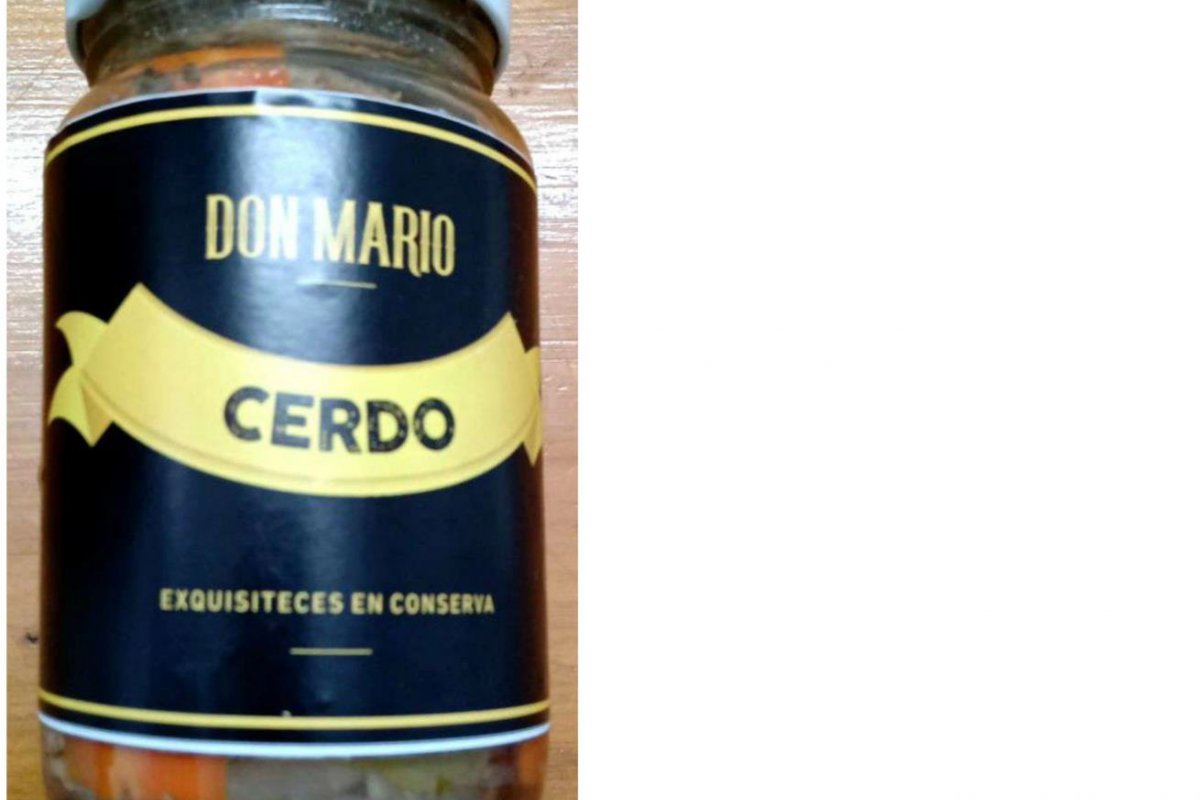 DON MARIO
CERDO
EXQUISITECES EN CONSERVA